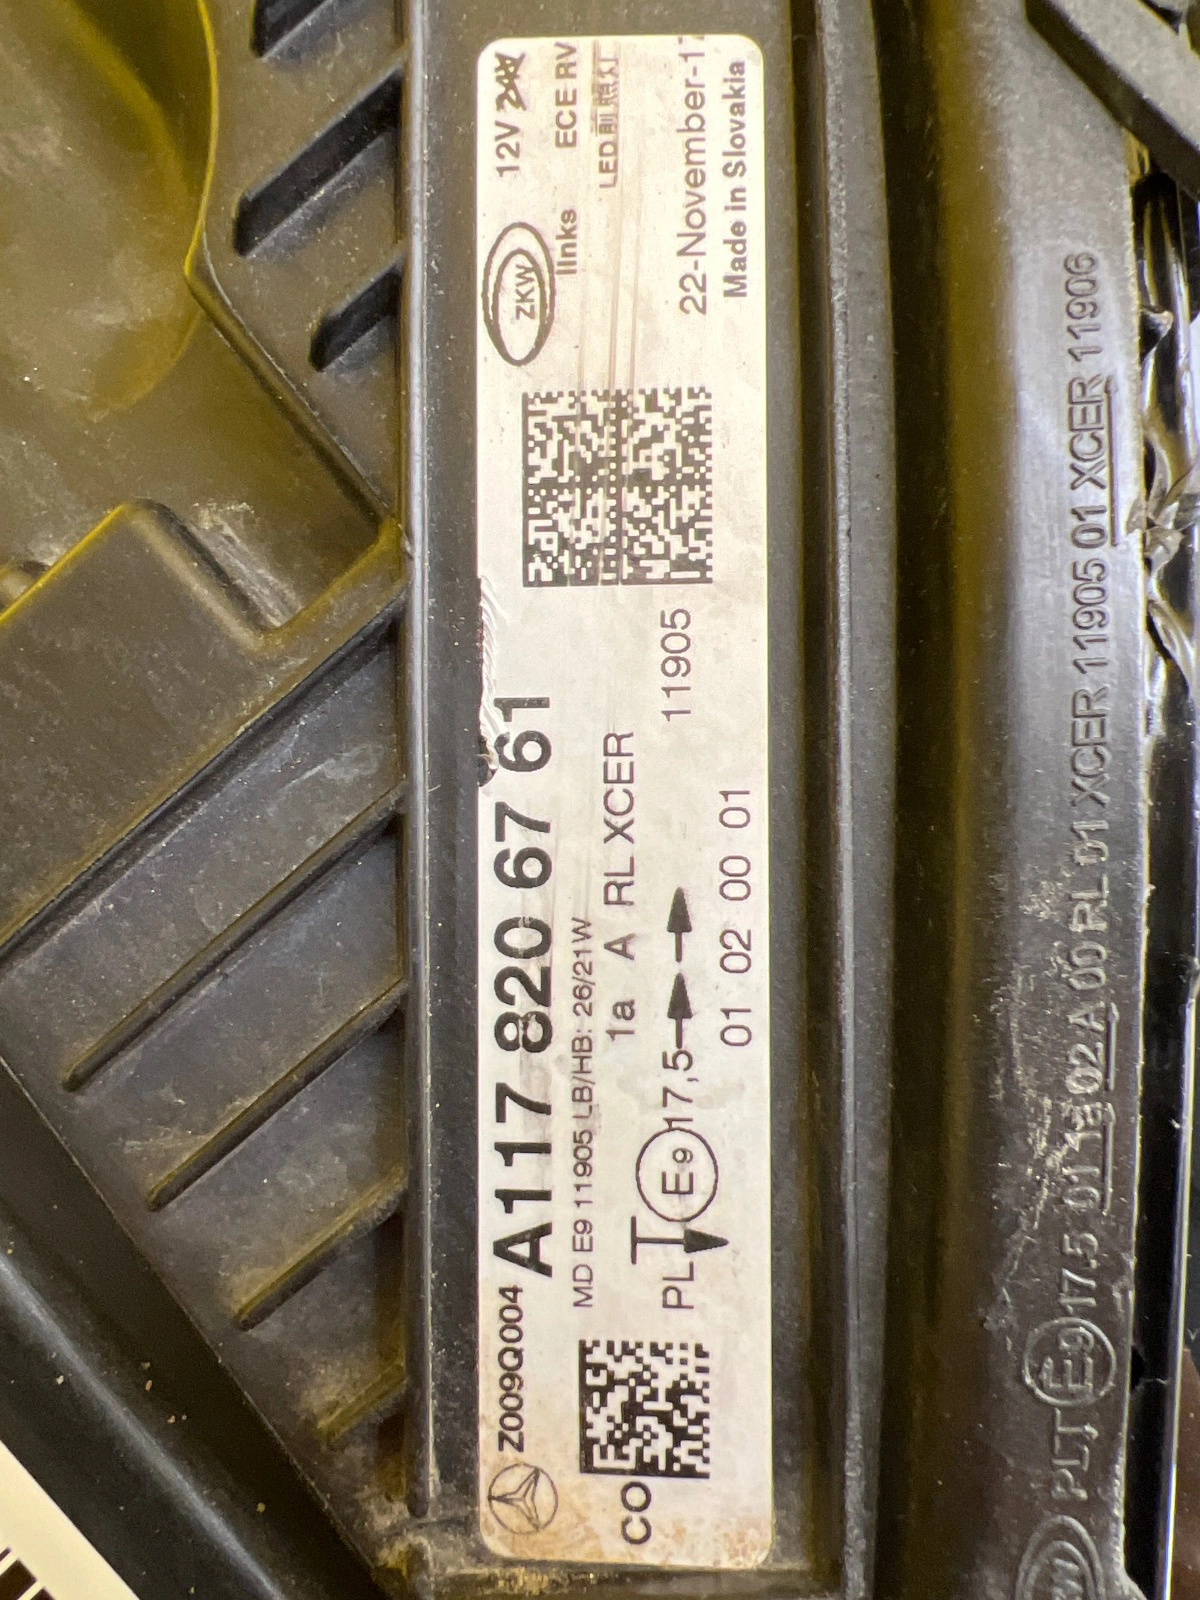 Z009Q004
A117 820 67 61
ZKW
12V
MD E9 11905 LB/HB: 26/21W
links
ECE RV
1a A RL XCER
LED前照灯
CO
PL
E9
17,5
11905
22-November-17
01 02 00 01
Made in Slovakia
PL E9 17.5 01 1a 02 A 00 RL 01 XCER 11905 01 XCER 11906